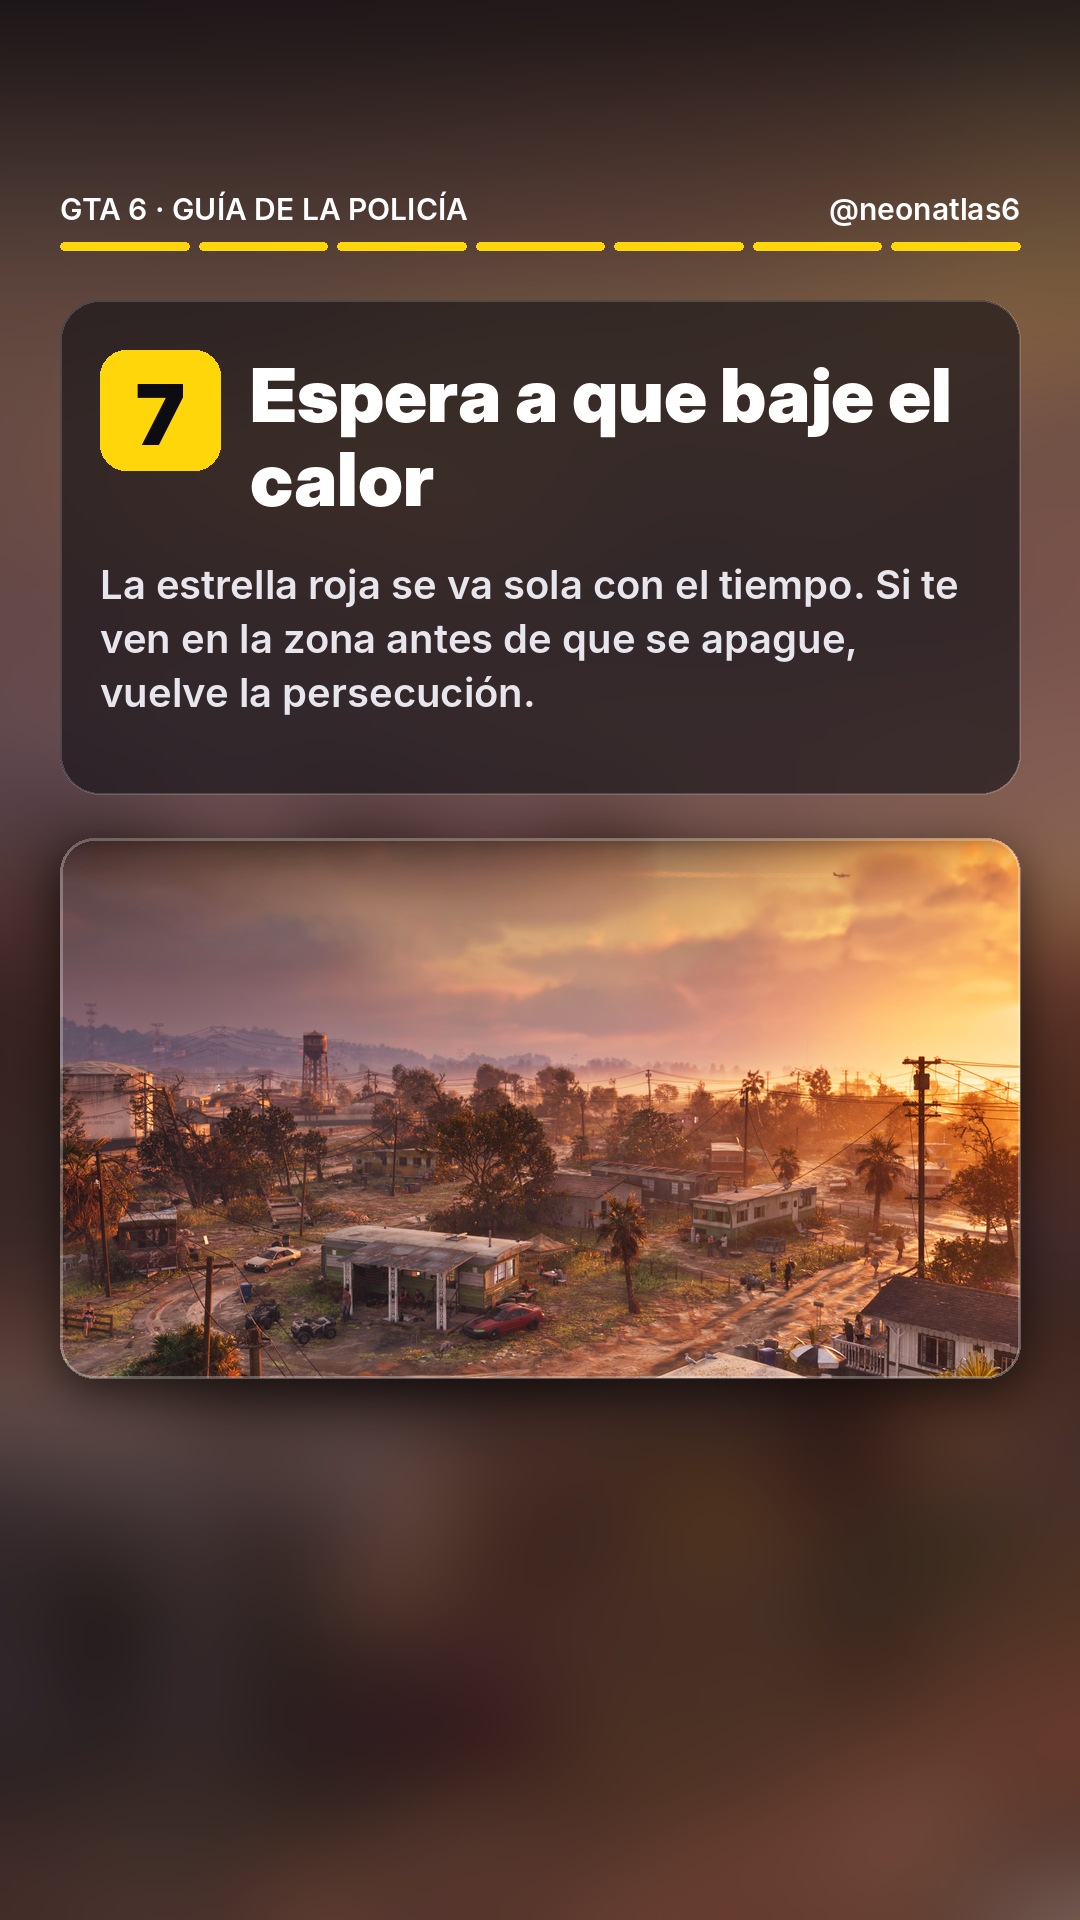 GTA 6 · GUÍA DE LA POLICÍA
@neonatlas6
7
Espera a que baje el
calor
La estrella roja se va sola con el tiempo. Si te
ven en la zona antes de que se apague,
vuelve la persecución.